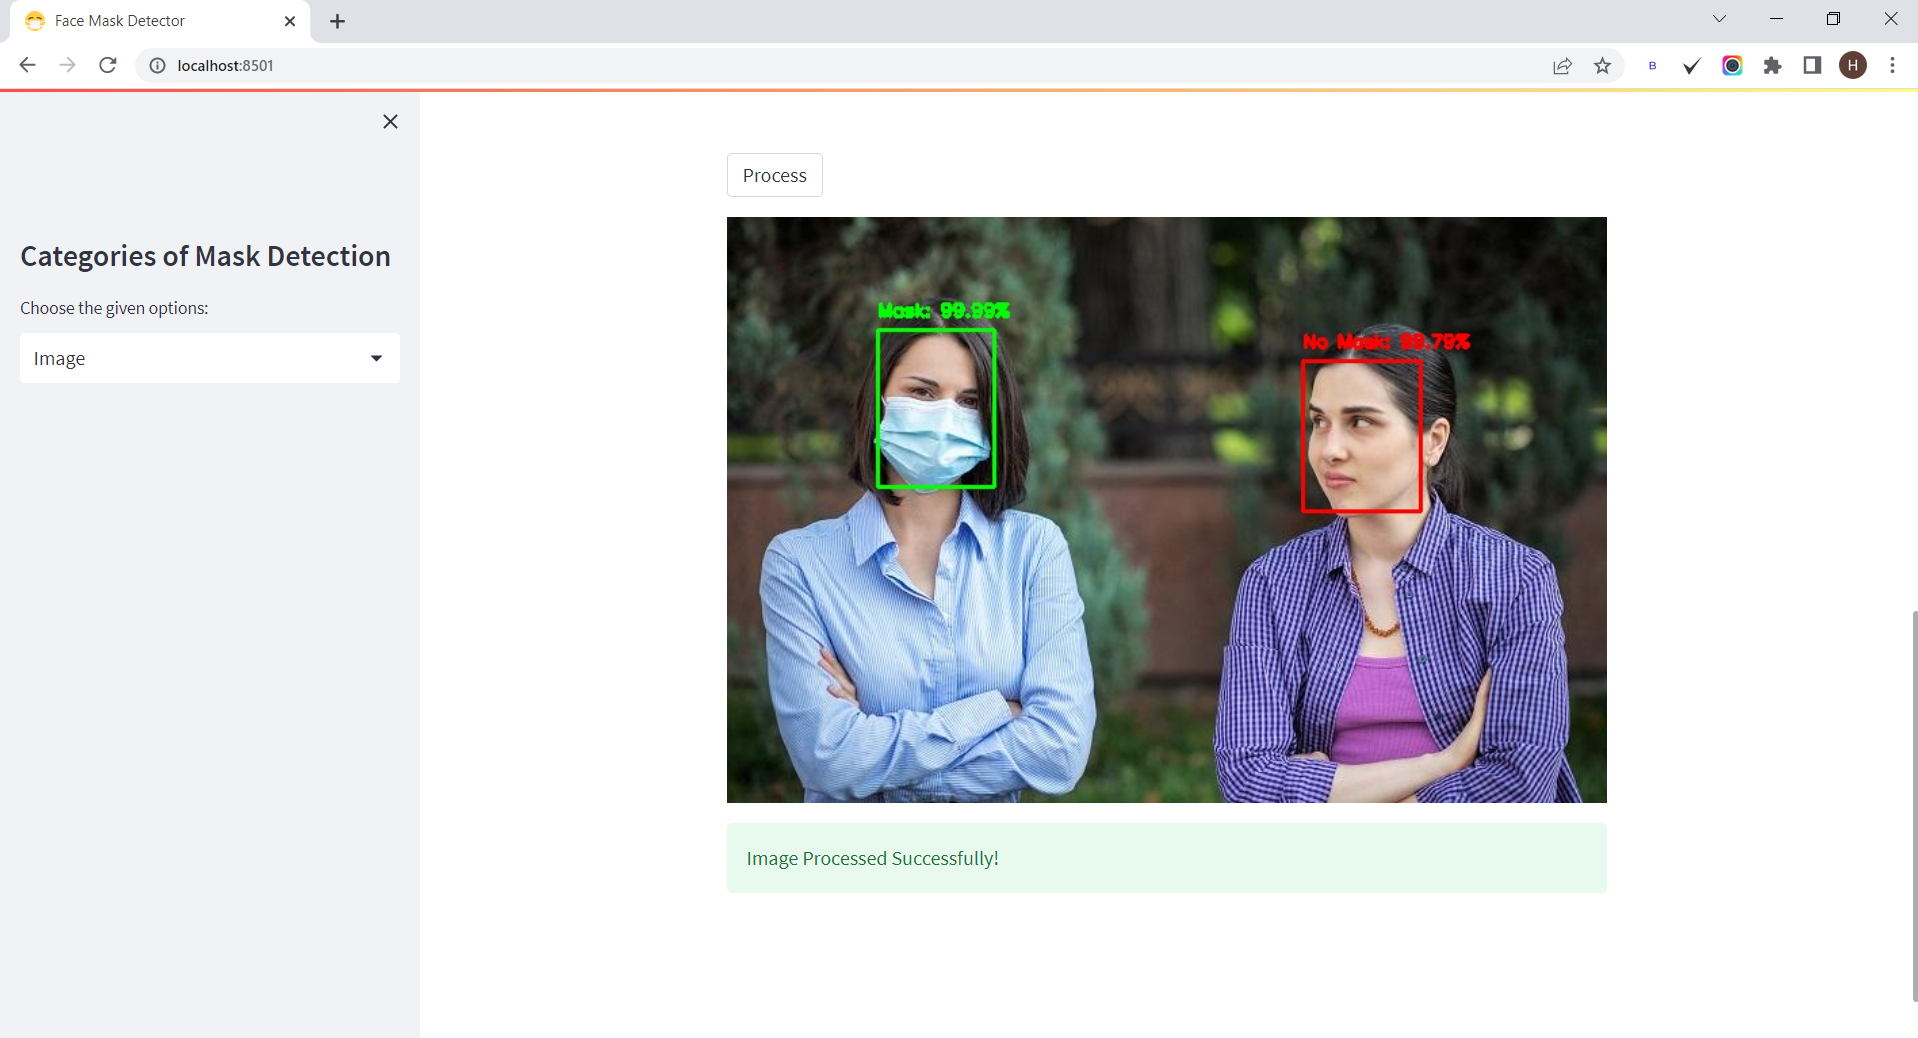 Face Mask Detector
localhost:8501
B
H
Categories of Mask Detection
Choose the given options:
Image
Process
Mask: 99.99%
No Mask: 99.79%
Image Processed Successfully!